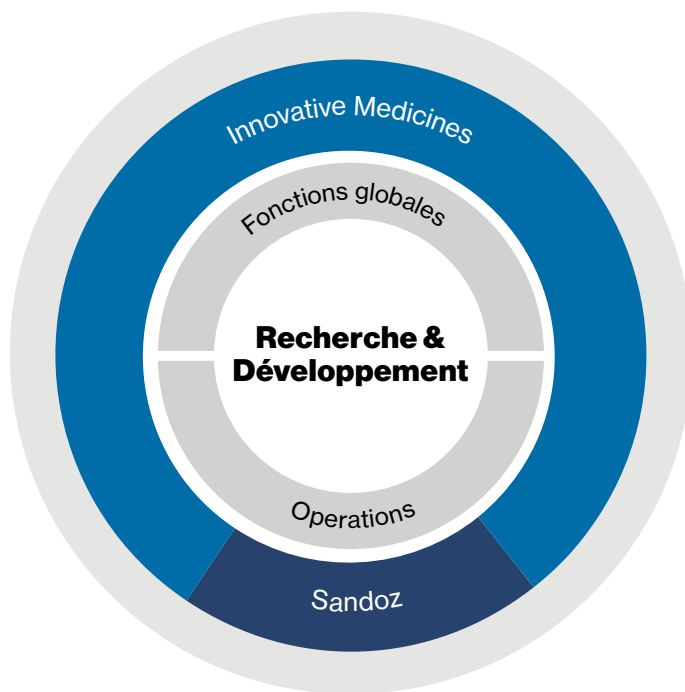 Innovative Medicines
Fonctions globales
Recherche &
Développement
Operations
Sandoz